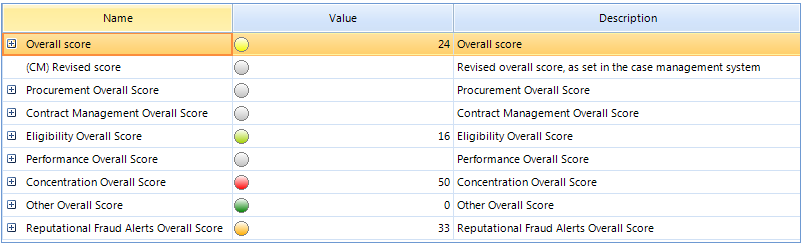 Name Value Description
Overall score 24 Overall score
(CM) Revised score Revised overall score, as set in the case management system
Procurement Overall Score Procurement Overall Score
Contract Management Overall Score Contract Management Overall Score
Eligibility Overall Score 16 Eligibility Overall Score
Performance Overall Score Performance Overall Score
Concentration Overall Score 50 Concentration Overall Score
Other Overall Score 0 Other Overall Score
Reputational Fraud Alerts Overall Score 33 Reputational Fraud Alerts Overall Score